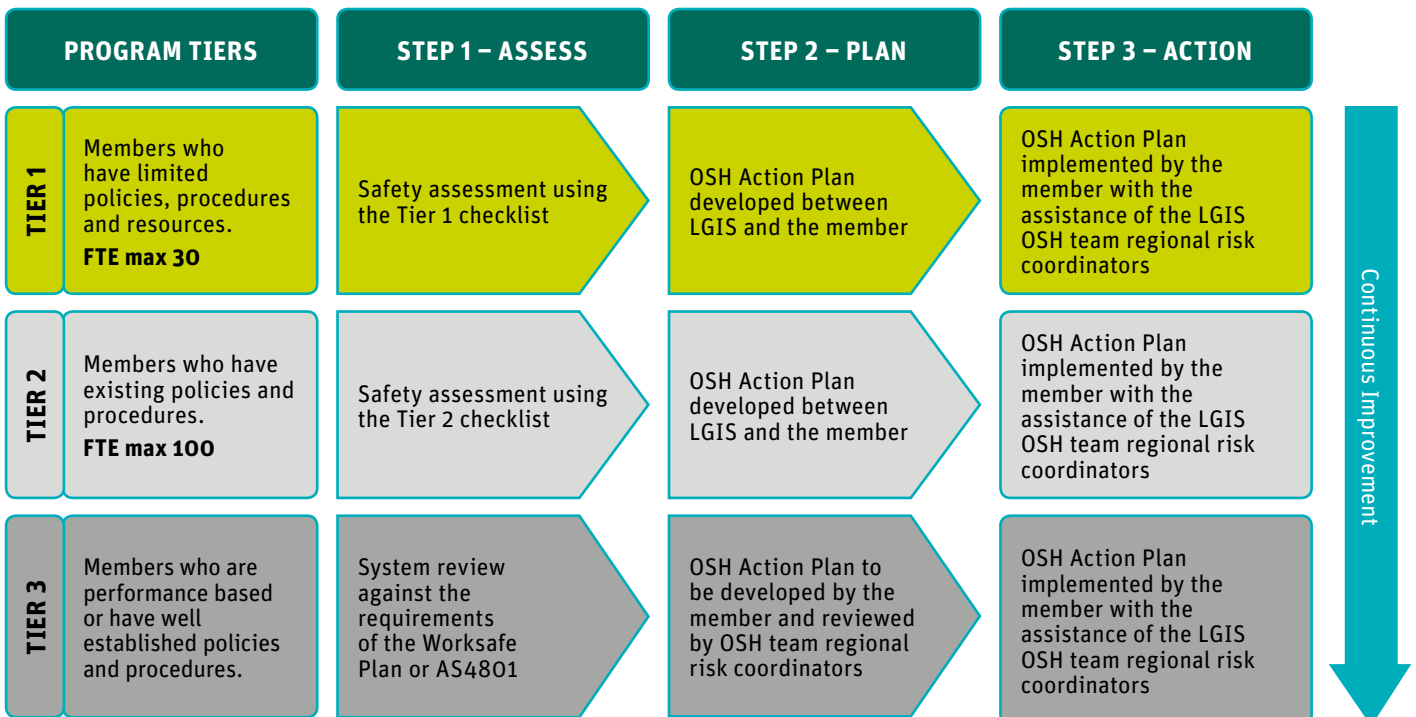 PROGRAM TIERS
STEP 1 – ASSESS
STEP 2 – PLAN
STEP 3 – ACTION
TIER 1
Members who
have limited
policies, procedures
and resources.
FTE max 30
Safety assessment using
the Tier 1 checklist
OSH Action Plan
developed between
LGIS and the member
OSH Action Plan
implemented by the
member with the
assistance of the LGIS
OSH team regional risk
coordinators
TIER 2
Members who have
existing policies and
procedures.
FTE max 100
Safety assessment using
the Tier 2 checklist
OSH Action Plan
developed between
LGIS and the member
OSH Action Plan
implemented by the
member with the
assistance of the LGIS
OSH team regional risk
coordinators
TIER 3
Members who are
performance based
or have well
established policies
and procedures.
System review
against the
requirements
of the Worksafe
Plan or AS4801
OSH Action Plan to
be developed by the
member and reviewed
by OSH team regional
risk coordinators
OSH Action Plan
implemented by the
member with the
assistance of the LGIS
OSH team regional risk
coordinators
Continuous Improvement